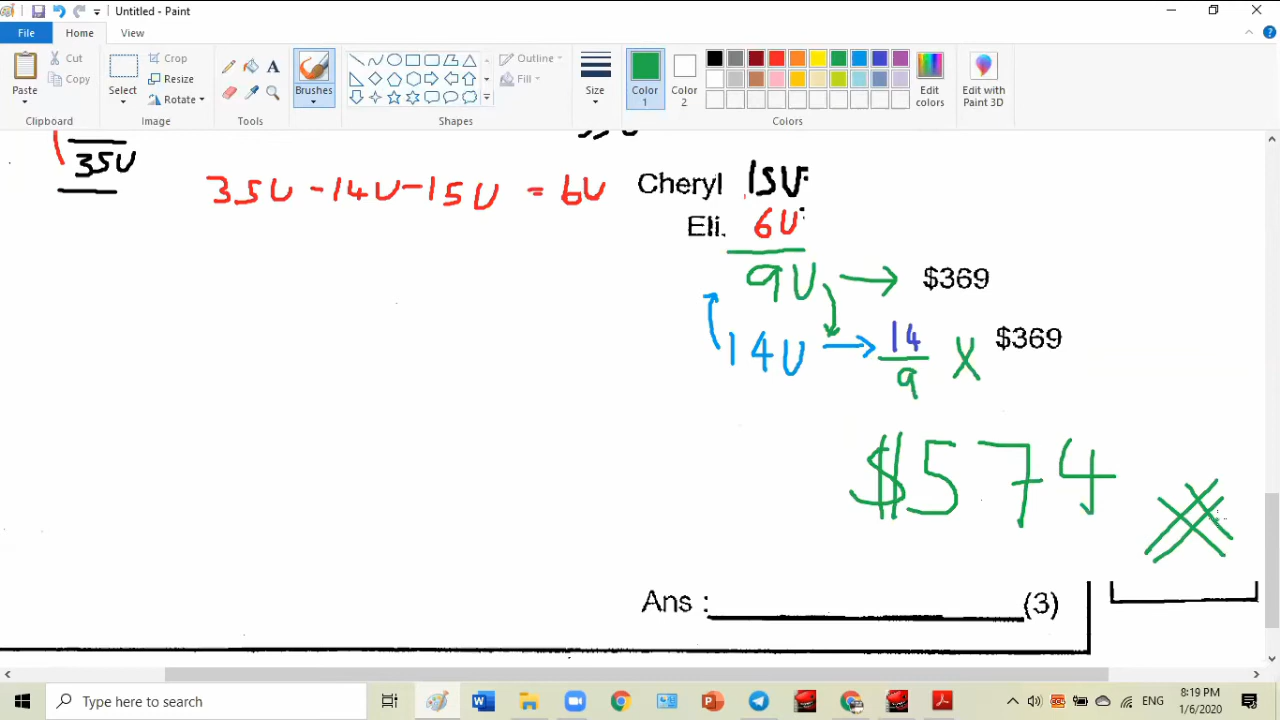 Untitled - Paint
File Home View
Paste Cut Copy
Clipboard
Select Crop Resize Rotate
Image
Tools
Brushes
Outline Fill
Shapes
Size
Color 1
Color 2
Edit colors
Edit with Paint 3D
Colors
35U
35U - 14U - 15U = 6U
Cheryl 15U
Eli. 6U
9U → $369
14U → 14/9 X $369
$574
Ans : (3)
Type here to search
ENG
8:19 PM
1/6/2020